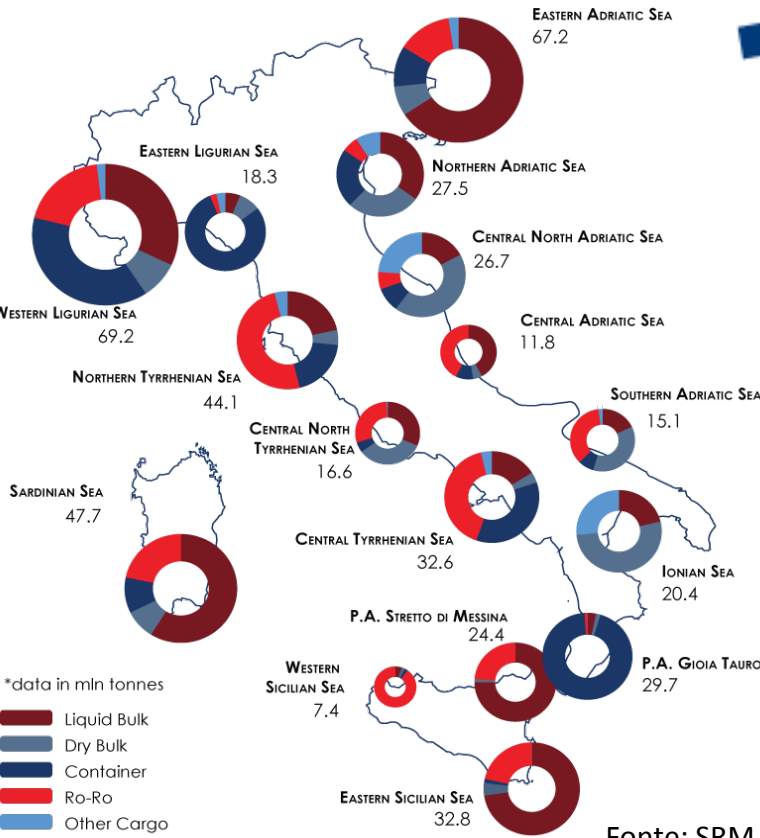 EASTERN ADRIATIC SEA
67.2
EASTERN LIGURIAN SEA
18.3
NORTHERN ADRIATIC SEA
27.5
CENTRAL NORTH ADRIATIC SEA
26.7
WESTERN LIGURIAN SEA
69.2
CENTRAL ADRIATIC SEA
11.8
NORTHERN TYRRHENIAN SEA
44.1
SOUTHERN ADRIATIC SEA
15.1
CENTRAL NORTH
TYRRHENIAN SEA
16.6
SARDINIAN SEA
47.7
CENTRAL TYRRHENIAN SEA
32.6
IONIAN SEA
20.4
P.A. STRETTO DI MESSINA
24.4
P.A. GIOIA TAURO
29.7
WESTERN
SICILIAN SEA
7.4
*data in mln tonnes
Liquid Bulk
Dry Bulk
Container
Ro-Ro
Other Cargo
EASTERN SICILIAN SEA
32.8
Fonte: SRM